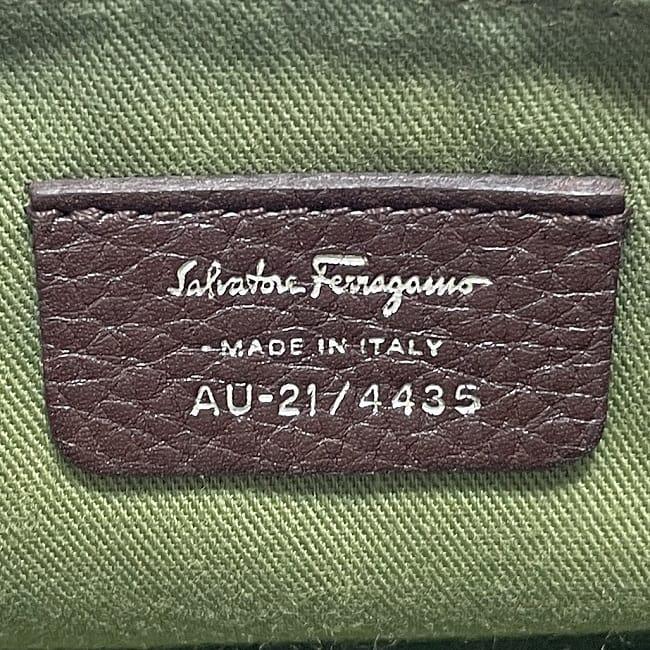 Salvatore Ferragamo
MADE IN ITALY
AU-21/4435